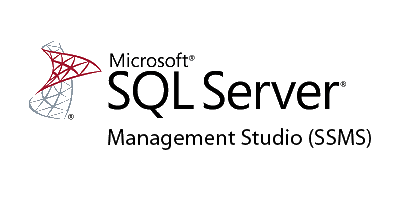 Microsoft®
SQL Server®
Management Studio (SSMS)
®